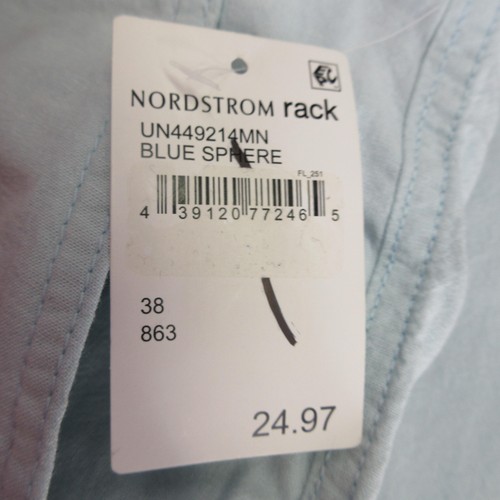 NORDSTROM rack
UN449214MN
BLUE SPHERE
FL_251
4 39120 77246 5
38
863
24.97